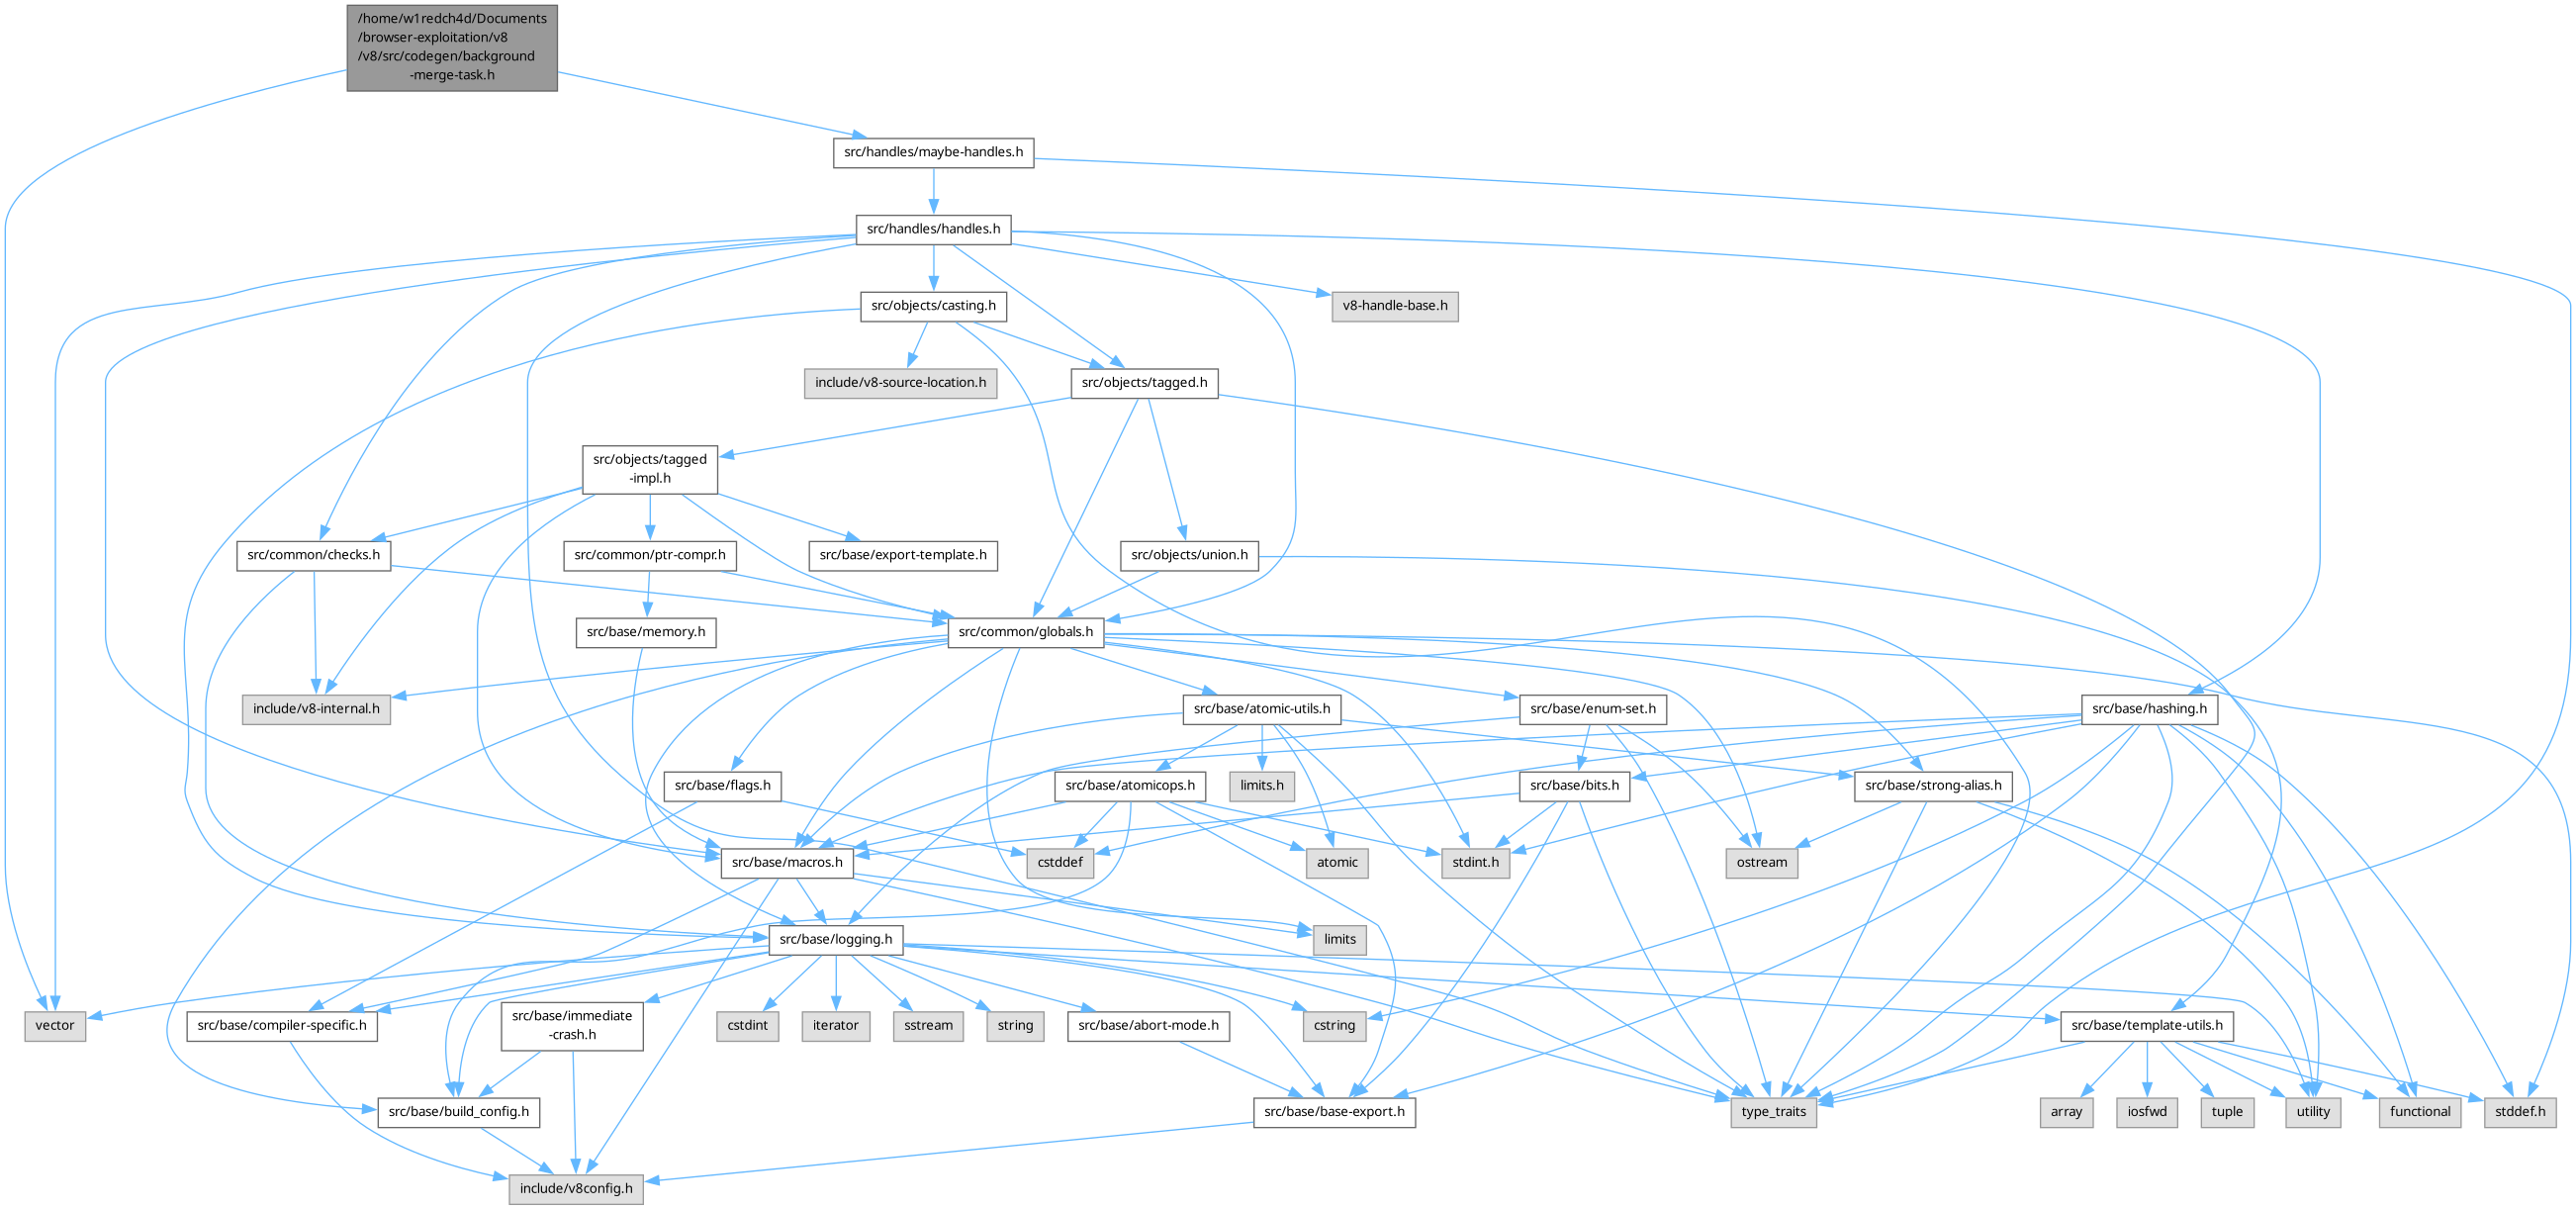 /home/w1redch4d/Documents
/browser-exploitation/v8
/v8/src/codegen/background
-merge-task.h
src/handles/maybe-handles.h
src/handles/handles.h
src/objects/casting.h
v8-handle-base.h
include/v8-source-location.h
src/objects/tagged.h
src/objects/tagged
-impl.h
src/common/checks.h
src/common/ptr-compr.h
src/base/export-template.h
src/objects/union.h
src/base/memory.h
src/common/globals.h
include/v8-internal.h
src/base/atomic-utils.h
src/base/enum-set.h
src/base/hashing.h
src/base/flags.h
src/base/atomicops.h
limits.h
src/base/bits.h
src/base/strong-alias.h
src/base/macros.h
cstddef
atomic
stdint.h
ostream
src/base/logging.h
limits
vector
src/base/compiler-specific.h
src/base/immediate
-crash.h
cstdint
iterator
sstream
string
src/base/abort-mode.h
cstring
src/base/template-utils.h
src/base/build_config.h
src/base/base-export.h
type_traits
array
iosfwd
tuple
utility
functional
stddef.h
include/v8config.h